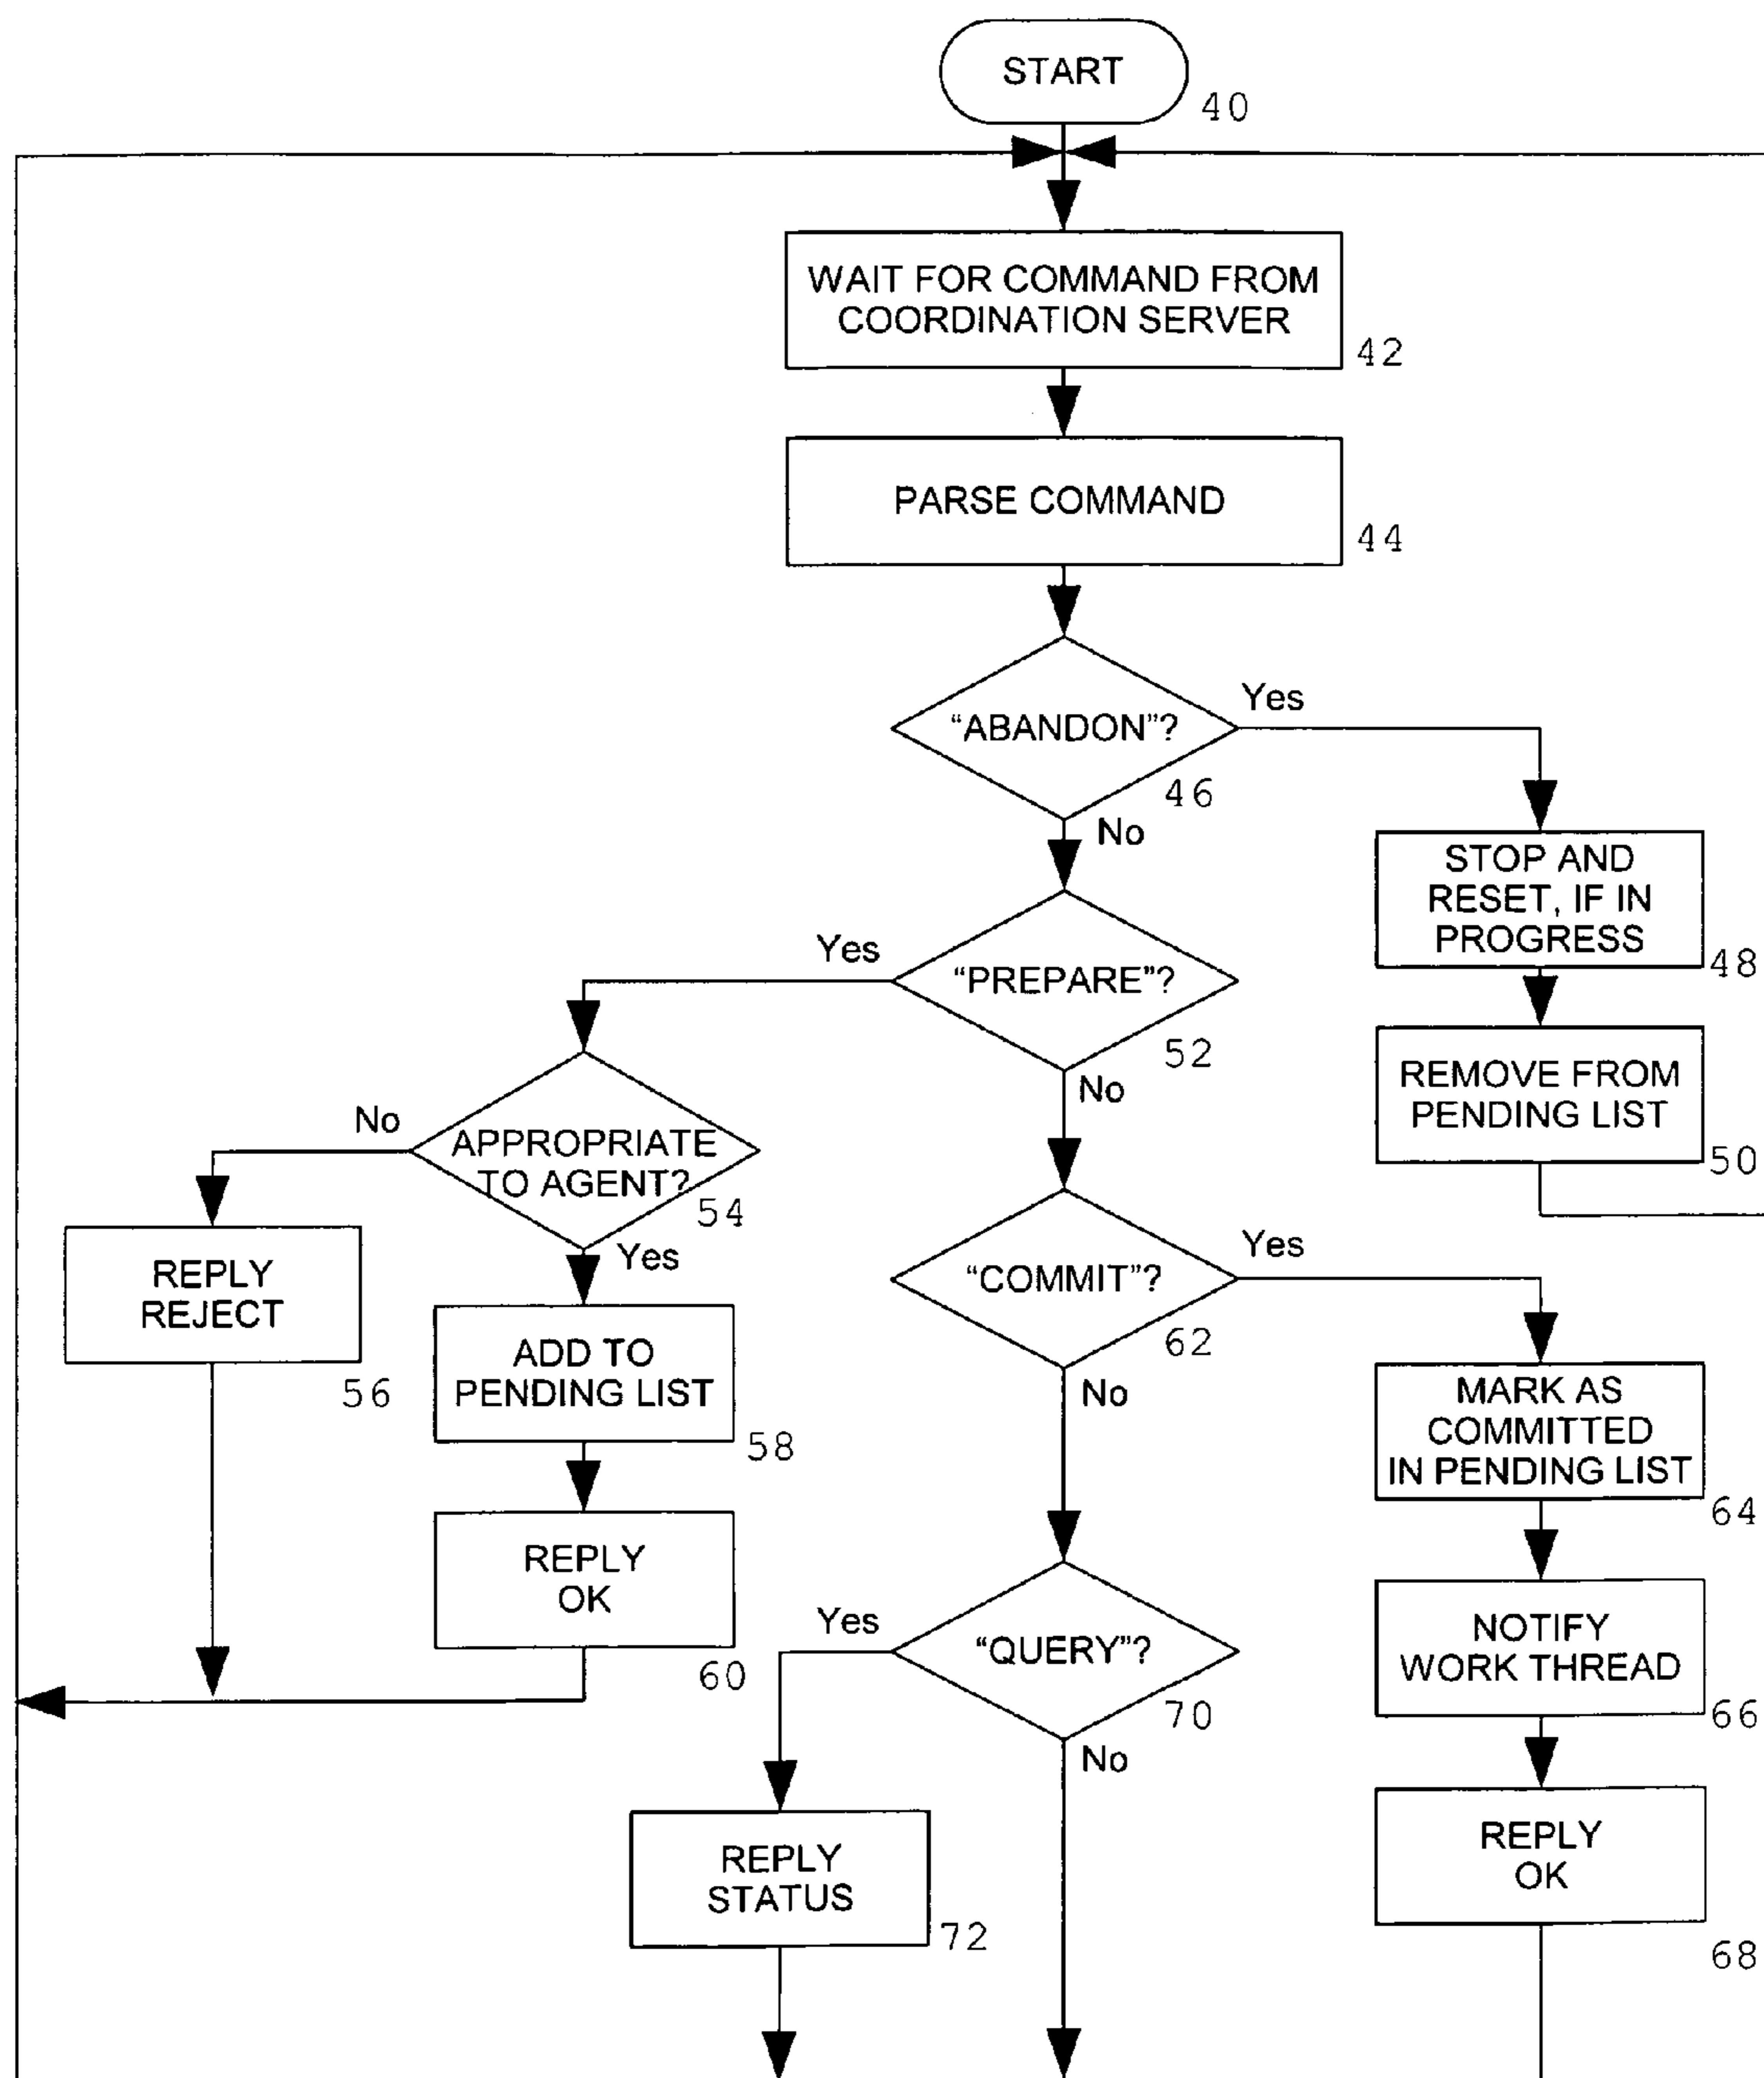 START
40
WAIT FOR COMMAND FROM
COORDINATION SERVER
42
PARSE COMMAND
44
“ABANDON”?
46
Yes
No
STOP AND
RESET, IF IN
PROGRESS
48
REMOVE FROM
PENDING LIST
50
“PREPARE”?
52
Yes
No
APPROPRIATE
TO AGENT?
54
No
Yes
REPLY
REJECT
56
ADD TO
PENDING LIST
58
REPLY
OK
60
“COMMIT”?
62
Yes
No
MARK AS
COMMITTED
IN PENDING LIST
64
NOTIFY
WORK THREAD
66
REPLY
OK
68
“QUERY”?
70
Yes
No
REPLY
STATUS
72